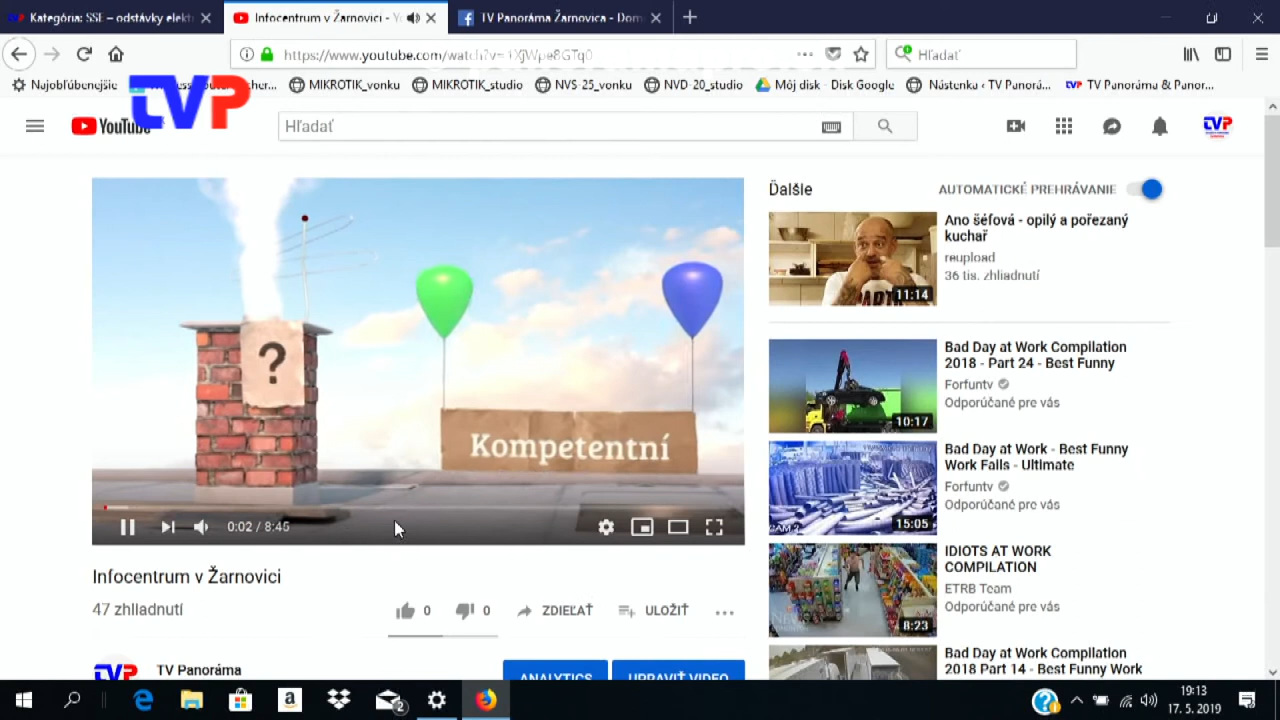 Kategória: SSE – odstávky elekt
Infocentrum v Žarnovici - Yo
TV Panoráma Žarnovica - Dom
https://www.youtube.com/watch?v=
Hľadať
Najobľúbenejšie
MIKROTIK_vonku
MIKROTIK_studio
NVS-25_vonku
NVD-20_studio
Môj disk - Disk Google
Nástenka ‹ TV Panorá...
TV Panoráma & Panor...
TVP
YouTube
Hľadať
TVP
?
Kompetentní
0:02 / 8:45
Infocentrum v Žarnovici
47 zhliadnutí
0
0
ZDIEĽAŤ
ULOŽIŤ
TVP
TV Panoráma
ANALYTICS
UPRAVIŤ VIDEO
Ďalšie
AUTOMATICKÉ PREHRÁVANIE
Ano šéfová - opilý a pořezaný
kuchař
reupload
36 tis. zhliadnutí
11:14
Bad Day at Work Compilation
2018 - Part 24 - Best Funny
Forfuntv
Odporúčané pre vás
10:17
Bad Day at Work - Best Funny
Work Fails - Ultimate
Forfuntv
Odporúčané pre vás
15:05
IDIOTS AT WORK
COMPILATION
ETRB Team
Odporúčané pre vás
8:23
Bad Day at Work Compilation
2018 Part 14 - Best Funny Work
2
19:13
17. 5. 2019